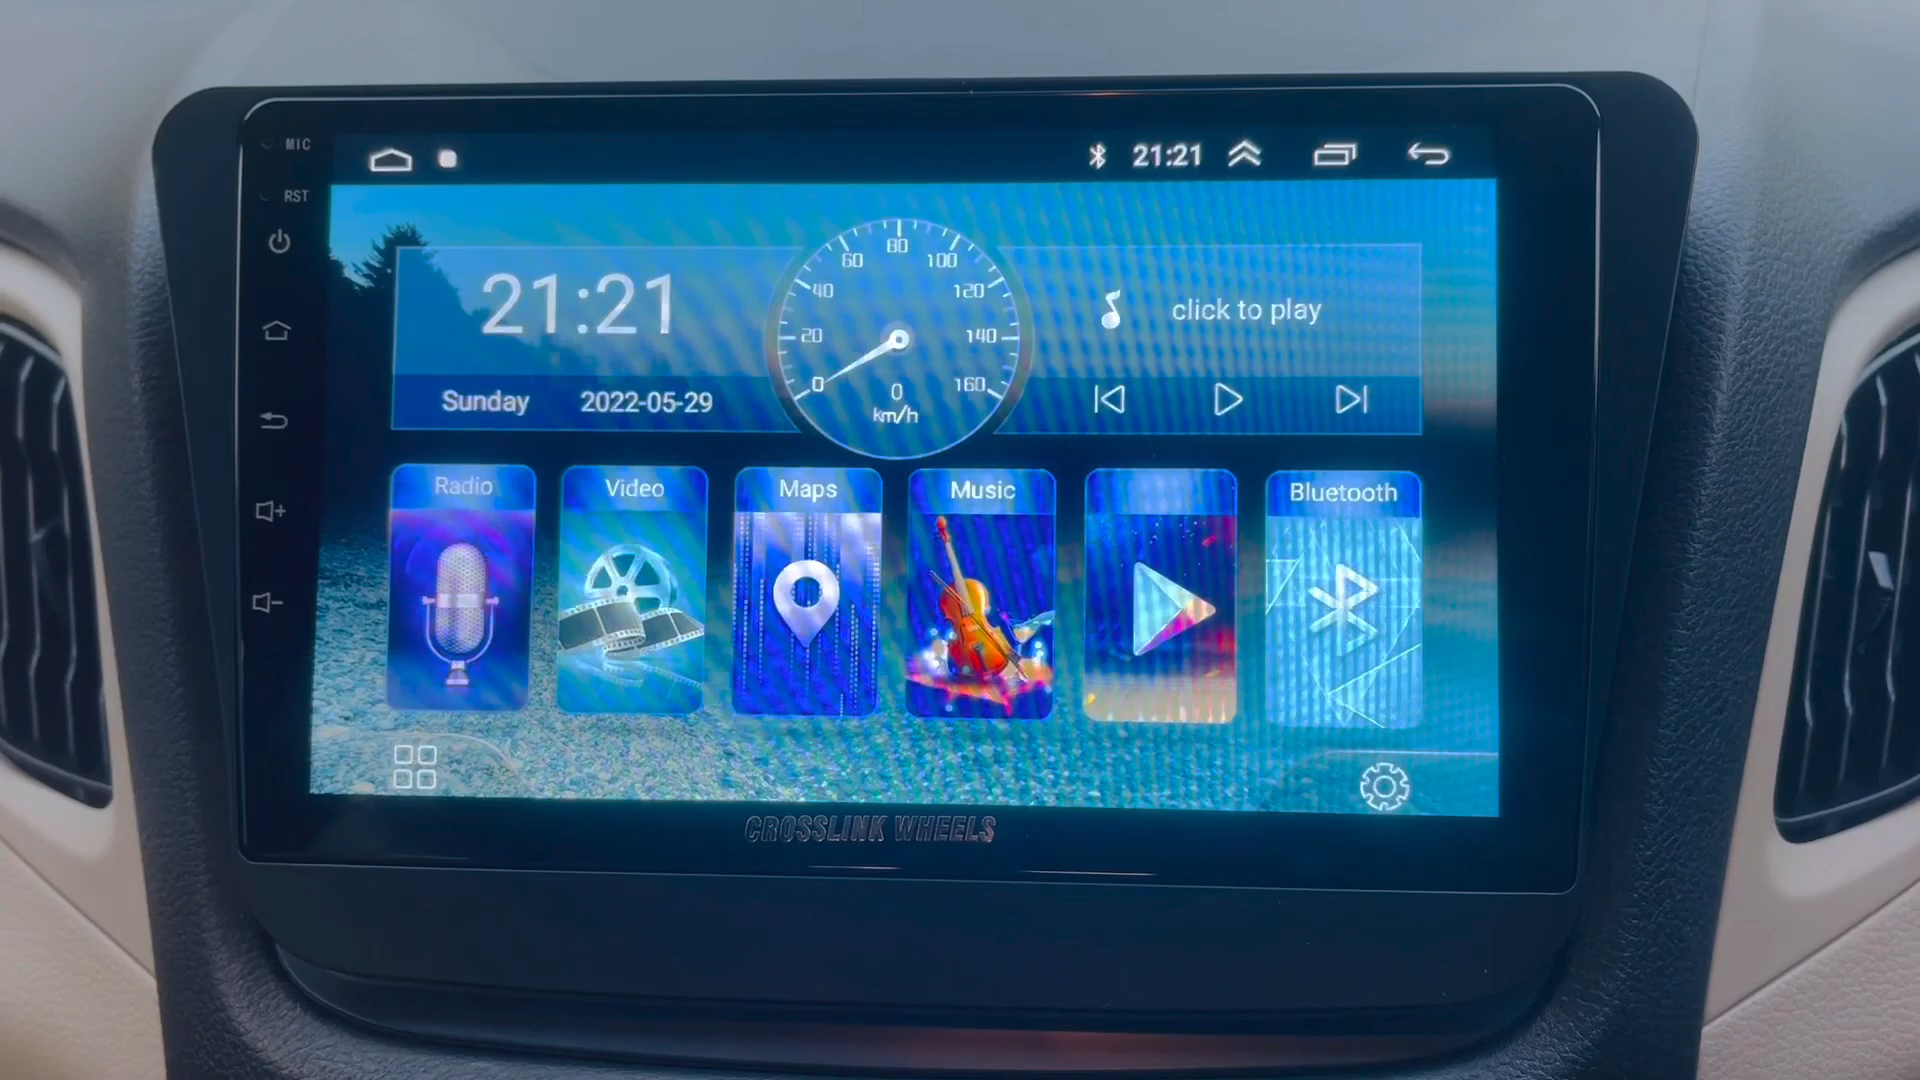 MIC
RST
21:21
21:21
Sunday 2022-05-29
0
20
40
60
80
100
120
140
160
0
km/h
click to play
Radio
Video
Maps
Music
Bluetooth
CROSSLINK WHEELS